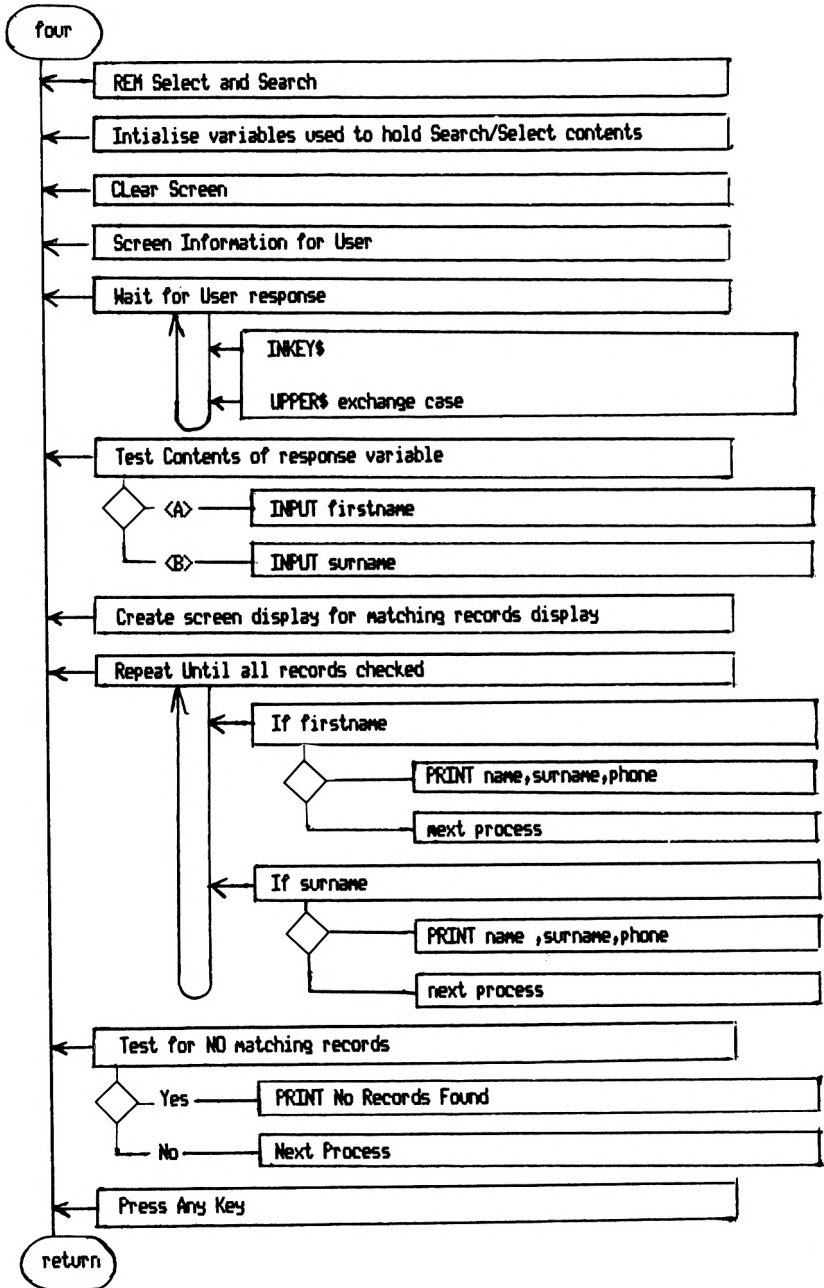 four
REM Select and Search
Intialise variables used to hold Search/Select contents
CLear Screen
Screen Information for User
Wait for User response
INKEY$
UPPER$ exchange case
Test Contents of response variable
<A>
INPUT firstname
<B>
INPUT surname
Create screen display for matching records display
Repeat Until all records checked
If firstname
PRINT name,surname,phone
next process
If surname
PRINT name ,surname,phone
next process
Test for NO matching records
Yes
PRINT No Records Found
No
Next Process
Press Any Key
return